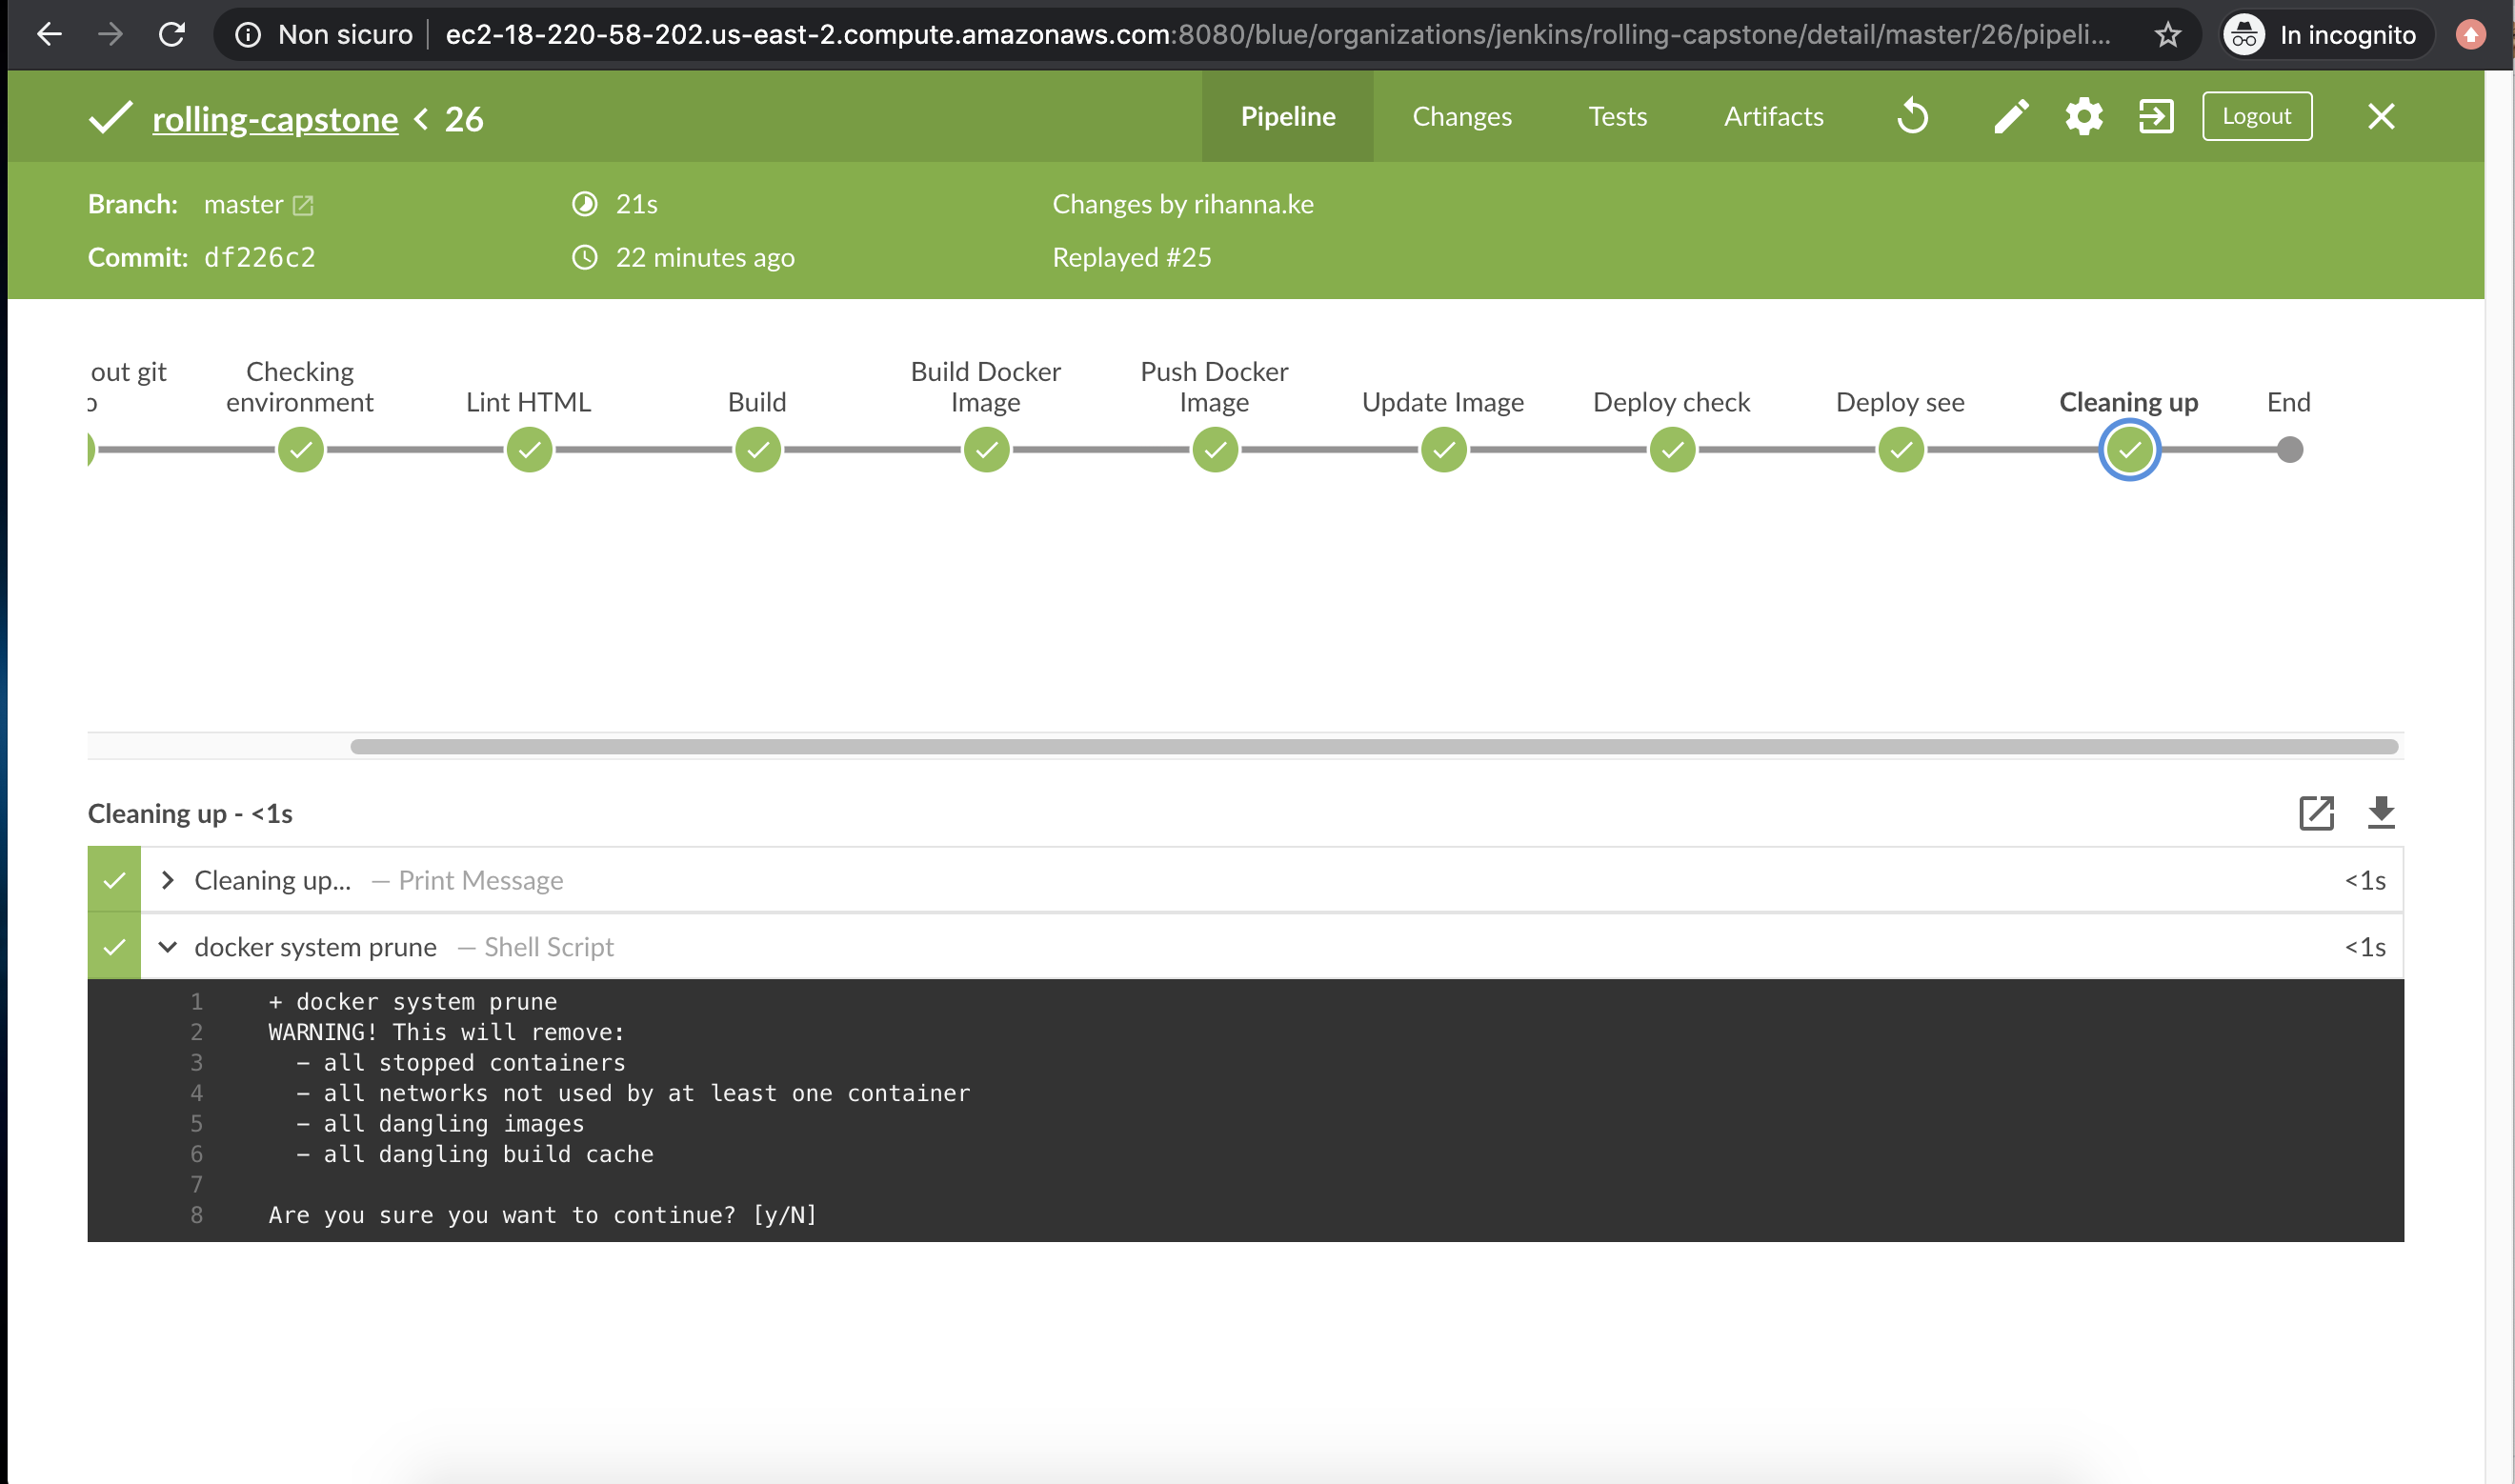 Non sicuro ec2-18-220-58-202.us-east-2.compute.amazonaws.com:8080/blue/organizations/jenkins/rolling-capstone/detail/master/26/pipeli... In incognito
rolling-capstone < 26 Pipeline Changes Tests Artifacts Logout
Branch: master 21s Changes by rihanna.ke
Commit: df226c2 22 minutes ago Replayed #25
out git Checking Build Docker Push Docker
o environment Lint HTML Build Image Image Update Image Deploy check Deploy see Cleaning up End
Cleaning up - <1s
Cleaning up... — Print Message <1s
docker system prune — Shell Script <1s
1 + docker system prune
2 WARNING! This will remove:
3 - all stopped containers
4 - all networks not used by at least one container
5 - all dangling images
6 - all dangling build cache
7
8 Are you sure you want to continue? [y/N]